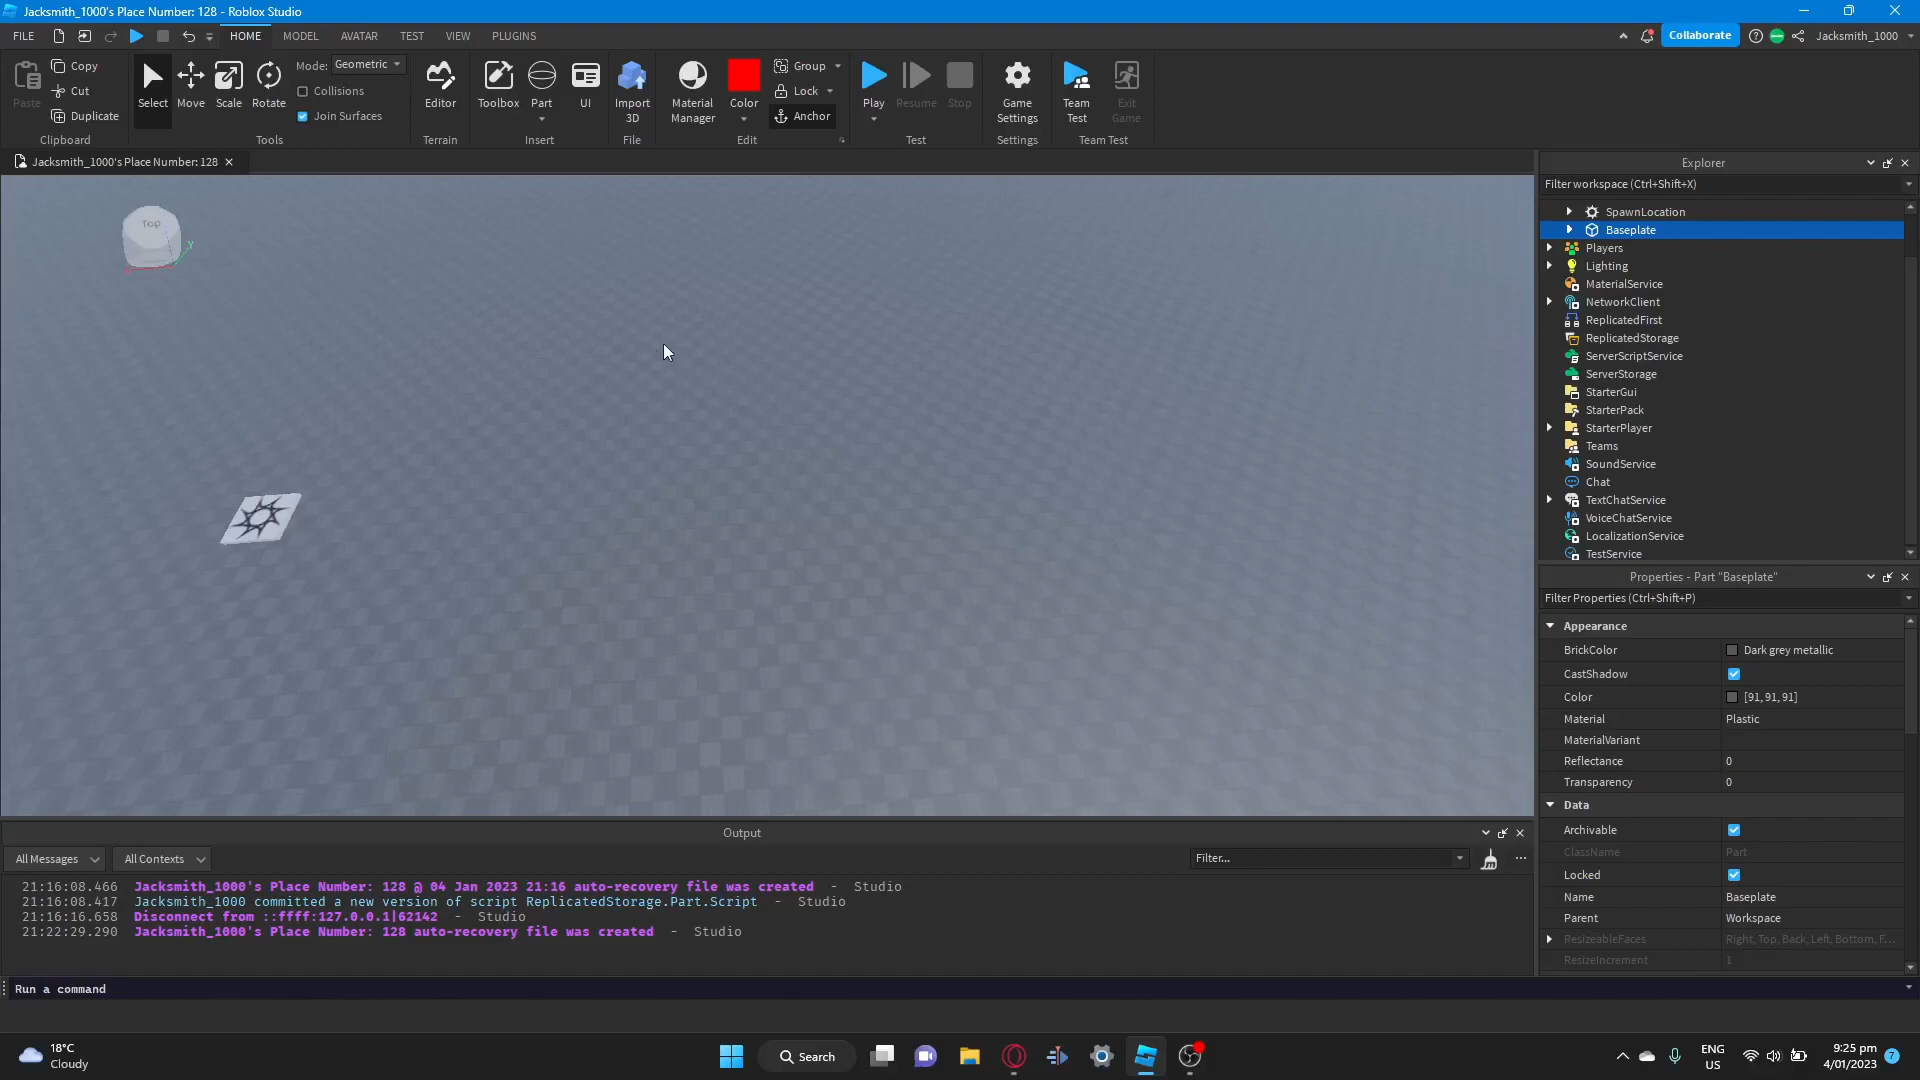 Jacksmith_1000's Place Number: 128 - Roblox Studio
FILE HOME MODEL AVATAR TEST VIEW PLUGINS Collaborate Jacksmith_1000
Paste Copy Cut Duplicate
Clipboard
Select Move Scale Rotate
Mode: Geometric
Collisions
Join Surfaces
Tools
Editor
Terrain
Toolbox Part UI
Insert
Import
3D
File
Material
Manager
Color
Group
Lock
Anchor
Edit
Play Resume Stop
Test
Game
Settings
Settings
Team
Test
Exit
Game
Team Test
Jacksmith_1000's Place Number: 128
Top
Y
Explorer
Filter workspace (Ctrl+Shift+X)
SpawnLocation
Baseplate
Players
Lighting
MaterialService
NetworkClient
ReplicatedFirst
ReplicatedStorage
ServerScriptService
ServerStorage
StarterGui
StarterPack
StarterPlayer
Teams
SoundService
Chat
TextChatService
VoiceChatService
LocalizationService
TestService
Properties - Part "Baseplate"
Filter Properties (Ctrl+Shift+P)
Appearance
BrickColor Dark grey metallic
CastShadow
Color [91, 91, 91]
Material Plastic
MaterialVariant
Reflectance 0
Transparency 0
Data
Archivable
ClassName Part
Locked
Name Baseplate
Parent Workspace
ResizeableFaces Right, Top, Back, Left, Bottom, F...
ResizeIncrement 1
Output
All Messages All Contexts Filter...
21:16:08.466 Jacksmith_1000's Place Number: 128 @ 04 Jan 2023 21:16 auto-recovery file was created - Studio
21:16:08.417 Jacksmith_1000 committed a new version of script ReplicatedStorage.Part.Script - Studio
21:16:16.658 Disconnect from ::ffff:127.0.0.1|62142 - Studio
21:22:29.290 Jacksmith_1000's Place Number: 128 auto-recovery file was created - Studio
Run a command
18°C
Cloudy
Search
ENG
US
9:25 pm
4/01/2023
7